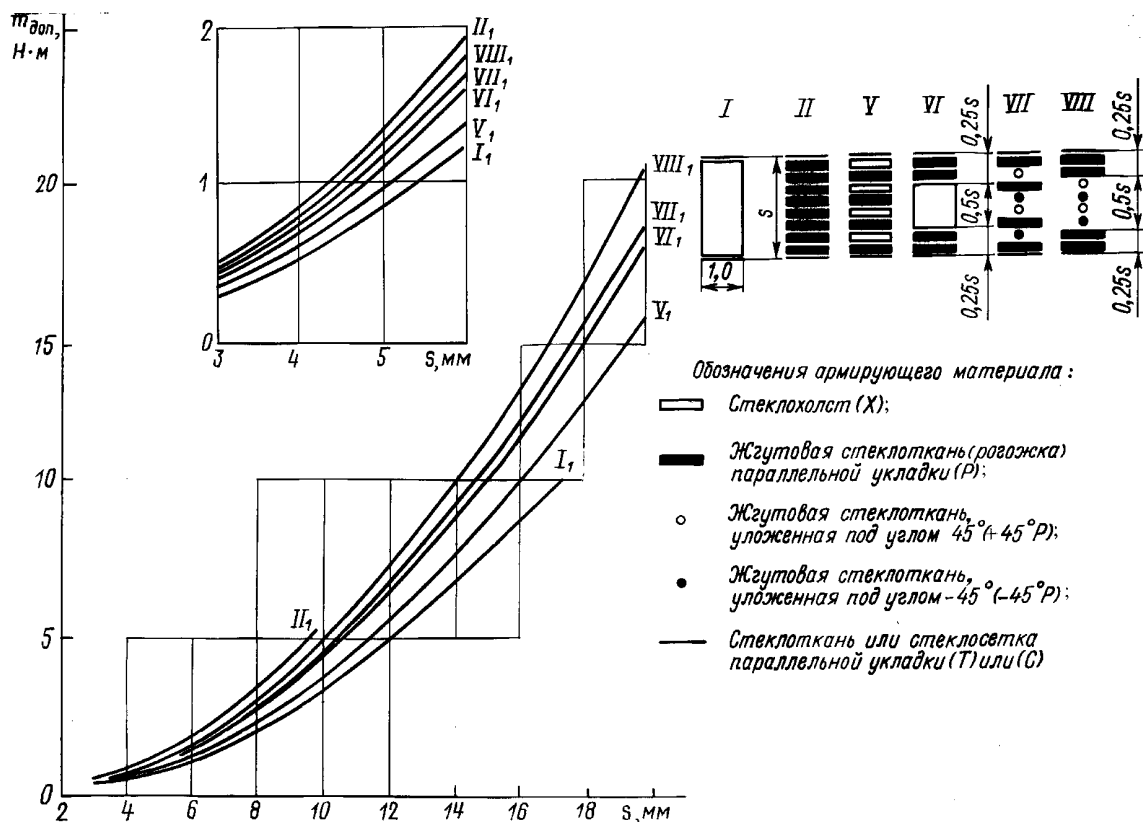 m̅доп,
Н·м
20
15
10
5
0
2
4
6
8
10
12
14
16
18
s, мм
2
1
0
3
4
5
s, мм
II₁
VIII₁
VII₁
VI₁
V₁
I₁
VIII₁
VII₁
VI₁
V₁
I₁
II₁
I
II
V
VI
VII
VIII
s
1,0
0,25s
0,5s
0,25s
0,25s
0,5s
0,25s
Обозначения армирующего материала:
Стеклохолст (Х);
Жгутовая стеклоткань (рогожка)
параллельной укладки (Р);
Жгутовая стеклоткань,
уложенная под углом 45° (+45°Р);
Жгутовая стеклоткань,
уложенная под углом -45° (-45°Р);
Стеклоткань или стеклосетка
параллельной укладки (Т) или (С)